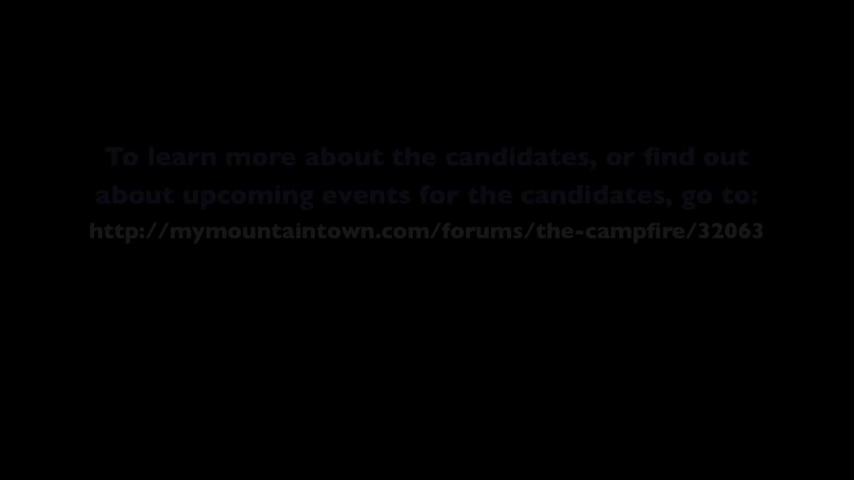 To learn more about the candidates, or find out
about upcoming events for the candidates, go to:
http://mymountaintown.com/forums/the-campfire/32063